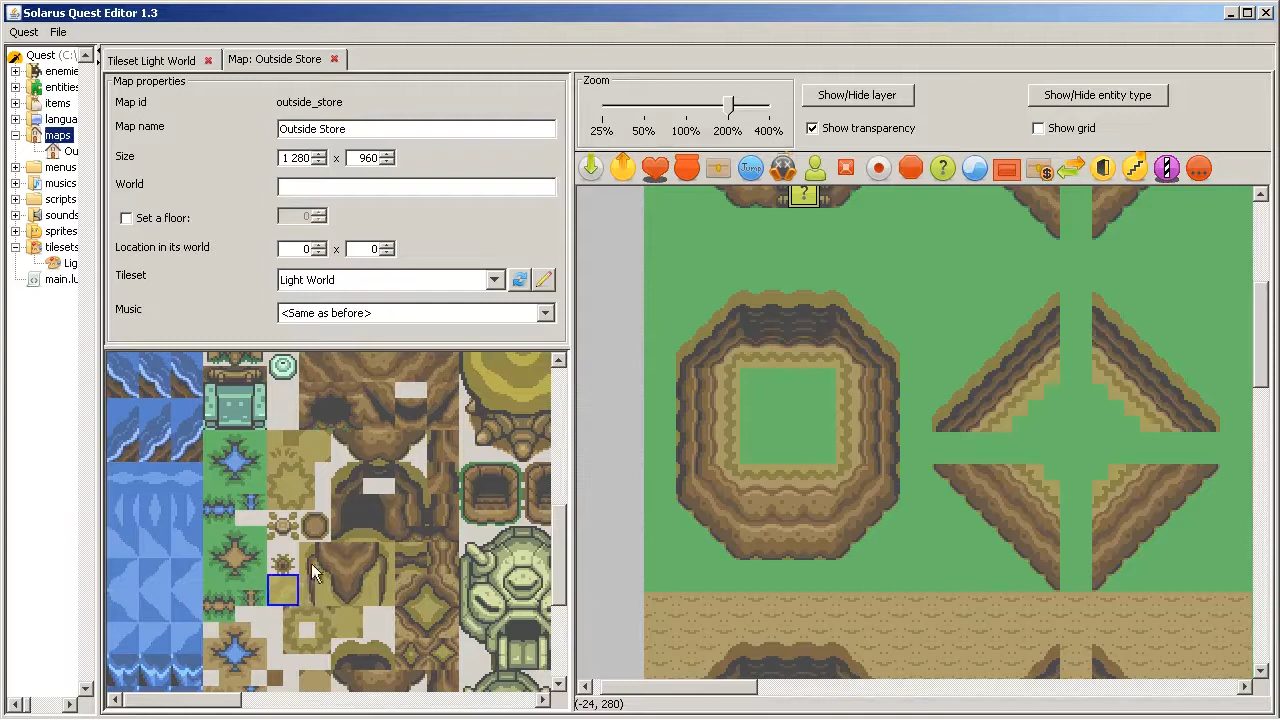 Solarus Quest Editor 1.3
Quest File
Quest (C:\
enemie
entities
items
langua
maps
Ou
menus
musics
scripts
sounds
sprites
tilesets
Lig
main.lu
Tileset Light World
Map: Outside Store
Map properties
Map id outside_store
Map name Outside Store
Size 1 280 x 960
World
Set a floor: 0
Location in its world 0 x 0
Tileset Light World
Music <Same as before>
Zoom
25% 50% 100% 200% 400%
Show/Hide layer
Show/Hide entity type
Show transparency
Show grid
Jump
?
$
?
(-24, 280)